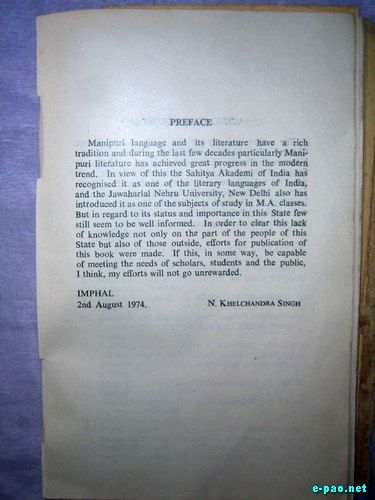 PREFACE
Manipuri language and its literature have a rich
tradition and during the last few decades particularly Mani-
puri literature has achieved great progress in the modern
trend. In view of this the Sahitya Akademi of India has
recognised it as one of the literary languages of India,
and the Jawaharlal Nehru University, New Delhi also has
introduced it as one of the subjects of study in M.A. classes.
But in regard to its status and importance in this State few
still seem to be well informed. In order to clear this lack
of knowledge not only on the part of the people of this
State but also of those outside, efforts for publication of
this book were made. If this, in some way, be capable
of meeting the needs of scholars, students and the public,
I think, my efforts will not go unrewarded.
IMPHAL
2nd August 1974. N. KHELCHANDRA SINGH
e-pao.net